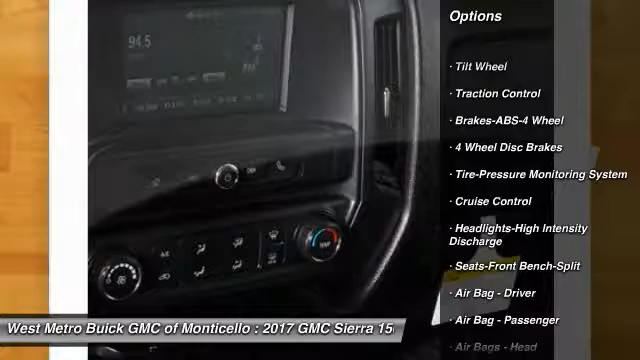 Options
94.5
· Tilt Wheel
· Traction Control
· Brakes-ABS-4 Wheel
· 4 Wheel Disc Brakes
· Tire-Pressure Monitoring System
· Cruise Control
· Headlights-High Intensity
Discharge
· Seats-Front Bench-Split
· Air Bag - Driver
· Air Bag - Passenger
· Air Bags - Head
TEMP
West Metro Buick GMC of Monticello : 2017 GMC Sierra 15